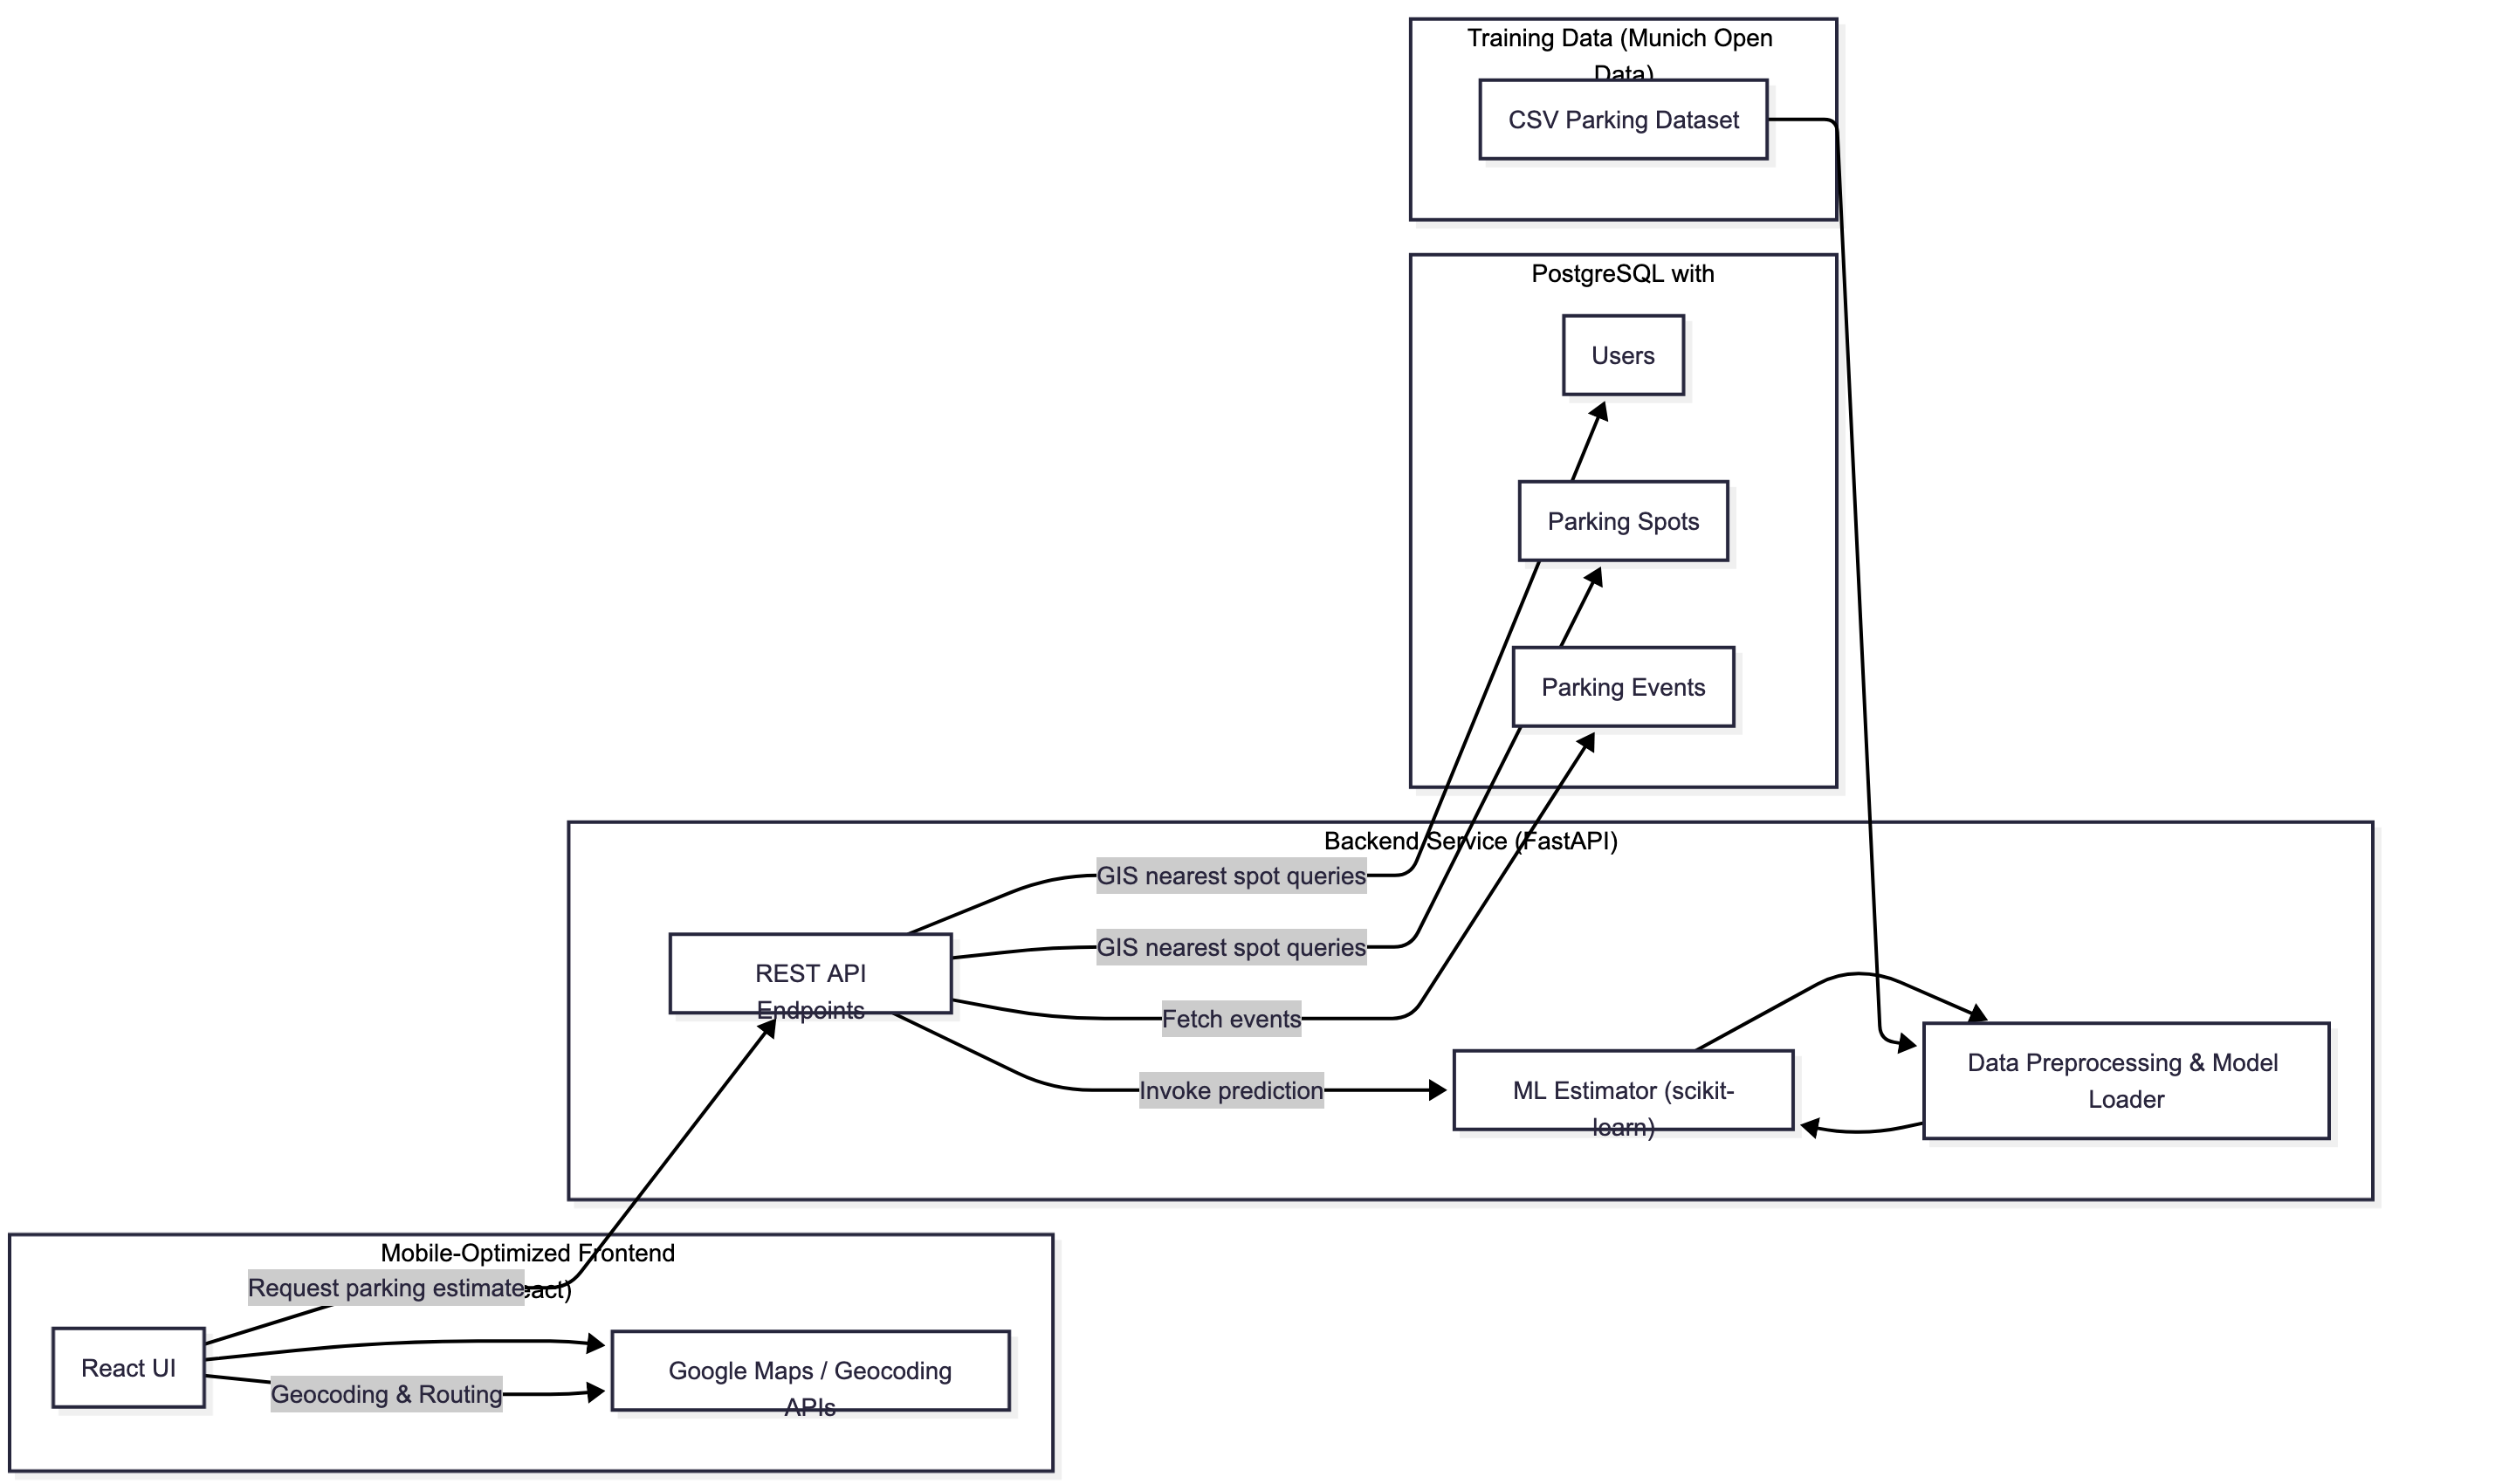 Training Data (Munich Open
Data)
CSV Parking Dataset
PostgreSQL with
Users
Parking Spots
Parking Events
Backend Service (FastAPI)
GIS nearest spot queries
GIS nearest spot queries
REST API
Endpoints
Fetch events
Invoke prediction
ML Estimator (scikit-
learn)
Data Preprocessing & Model
Loader
Mobile-Optimized Frontend
Request parking estimate
eact)
React UI
Google Maps / Geocoding
APIs
Geocoding & Routing